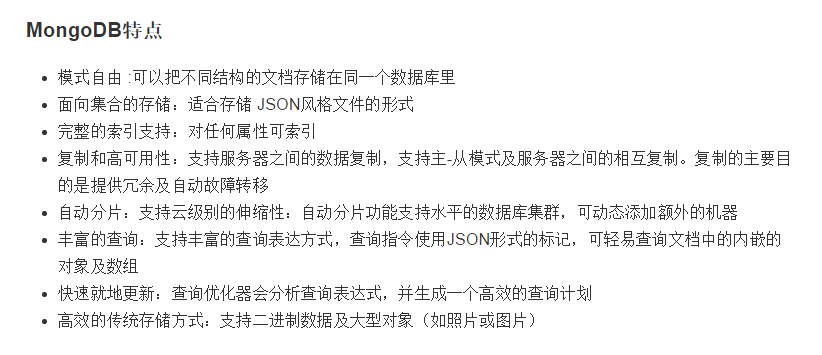 MongoDB特点
模式自由 :可以把不同结构的文档存储在同一个数据库里
面向集合的存储：适合存储 JSON风格文件的形式
完整的索引支持：对任何属性可索引
复制和高可用性：支持服务器之间的数据复制，支持主-从模式及服务器之间的相互复制。复制的主要目
的是提供冗余及自动故障转移
自动分片：支持云级别的伸缩性：自动分片功能支持水平的数据库集群，可动态添加额外的机器
丰富的查询：支持丰富的查询表达方式，查询指令使用JSON形式的标记，可轻易查询文档中的内嵌的
对象及数组
快速就地更新：查询优化器会分析查询表达式，并生成一个高效的查询计划
高效的传统存储方式：支持二进制数据及大型对象（如照片或图片）